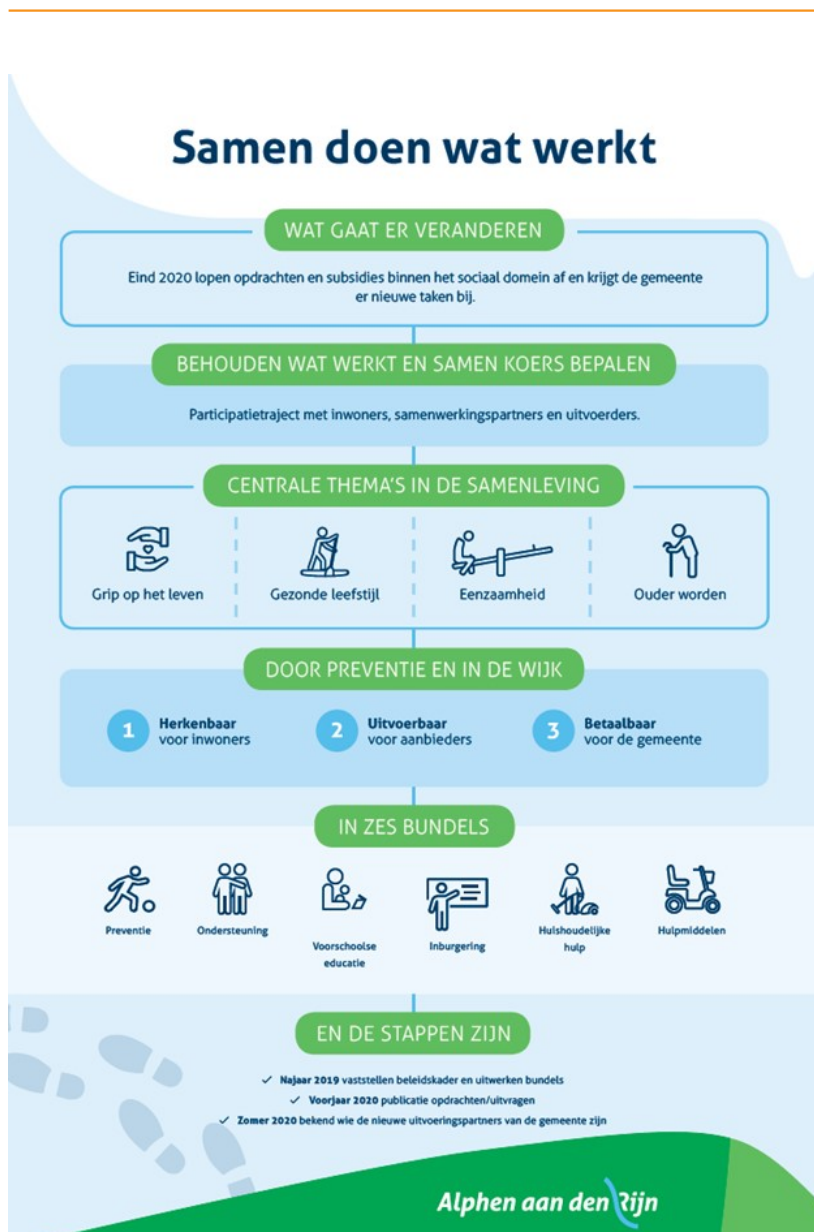 Samen doen wat werkt
WAT GAAT ER VERANDEREN
Eind 2020 lopen opdrachten en subsidies binnen het sociaal domein af en krijgt de gemeente
er nieuwe taken bij.
BEHOUDEN WAT WERKT EN SAMEN KOERS BEPALEN
Participatietraject met inwoners, samenwerkingspartners en uitvoerders.
CENTRALE THEMA'S IN DE SAMENLEVING
Grip op het leven
Gezonde leefstijl
Eenzaamheid
Ouder worden
DOOR PREVENTIE EN IN DE WIJK
1 Herkenbaar
voor inwoners
2 Uitvoerbaar
voor aanbieders
3 Betaalbaar
voor de gemeente
IN ZES BUNDELS
Preventie
Ondersteuning
Voorschoolse
educatie
Inburgering
Huishoudelijke
hulp
Hulpmiddelen
EN DE STAPPEN ZIJN
✓ Najaar 2019 vaststellen beleidskader en uitwerken bundels
✓ Voorjaar 2020 publicatie opdrachten/uitvragen
✓ Zomer 2020 bekend wie de nieuwe uitvoeringspartners van de gemeente zijn
Alphen aan den Rijn